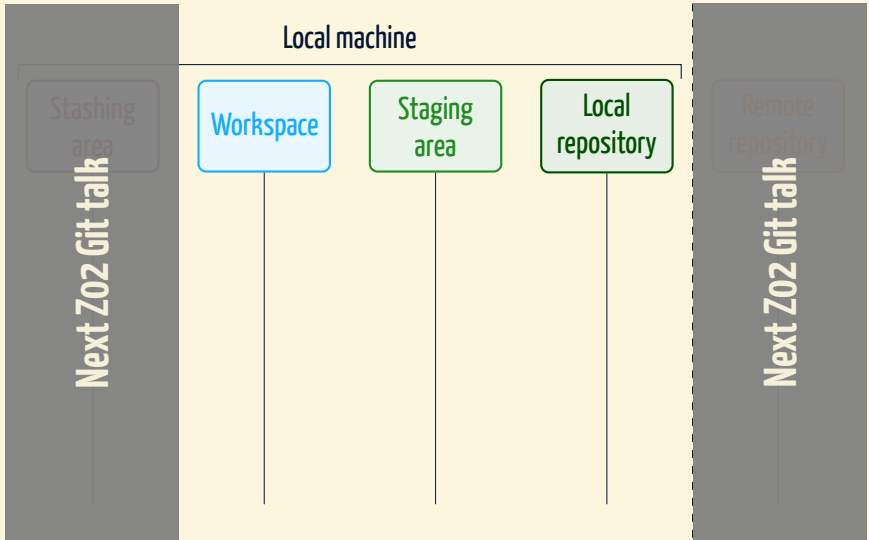 Local machine
Stashing
area
Workspace
Staging
area
Local
repository
Remote
repository
Next Z02 Git talk
Next Z02 Git talk